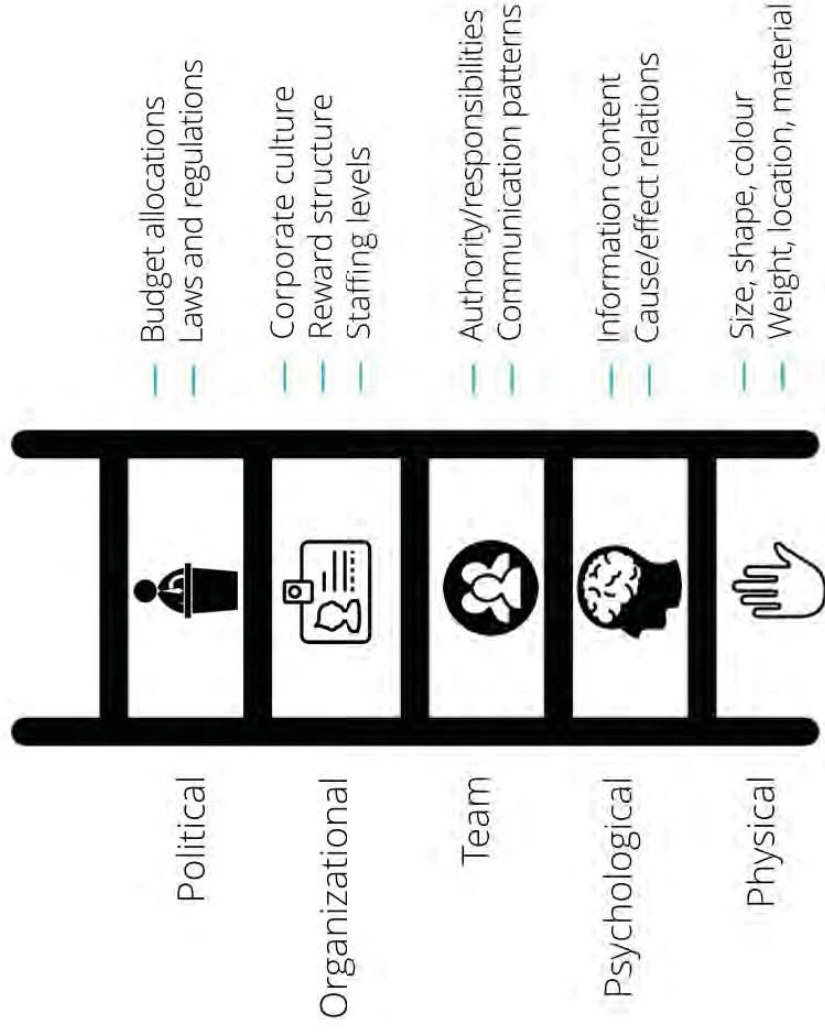 Political
Budget allocations
Laws and regulations
Organizational
Corporate culture
Reward structure
Staffing levels
Team
Authority/responsibilities
Communication patterns
Psychological
Information content
Cause/effect relations
Physical
Size, shape, colour
Weight, location, material